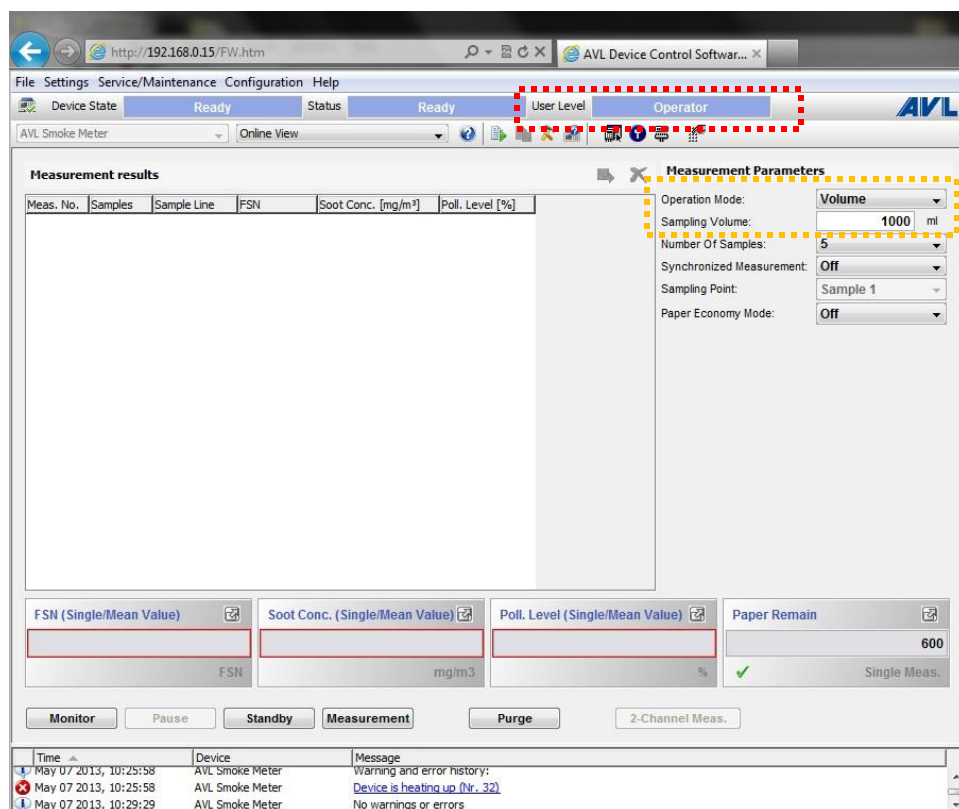 http://192.168.0.15/FW.htm
AVL Device Control Softwar...
File Settings Service/Maintenance Configuration Help
Device State Ready Status Ready User Level Operator AVL
AVL Smoke Meter Online View
Measurement results
Measurement Parameters
Meas. No. Samples Sample Line FSN Soot Conc. [mg/m³] Poll. Level [%]
Operation Mode: Volume
Sampling Volume: 1000 ml
Number Of Samples: 5
Synchronized Measurement: Off
Sampling Point: Sample 1
Paper Economy Mode: Off
FSN (Single/Mean Value) Soot Conc. (Single/Mean Value) Poll. Level (Single/Mean Value) Paper Remain
600
FSN mg/m3 % Single Meas.
Monitor Pause Standby Measurement Purge 2-Channel Meas.
Time Device Message
May 07 2013, 10:25:58 AVL Smoke Meter Warning and error history:
May 07 2013, 10:25:58 AVL Smoke Meter Device is heating up (Nr. 32)
May 07 2013, 10:29:29 AVL Smoke Meter No warnings or errors